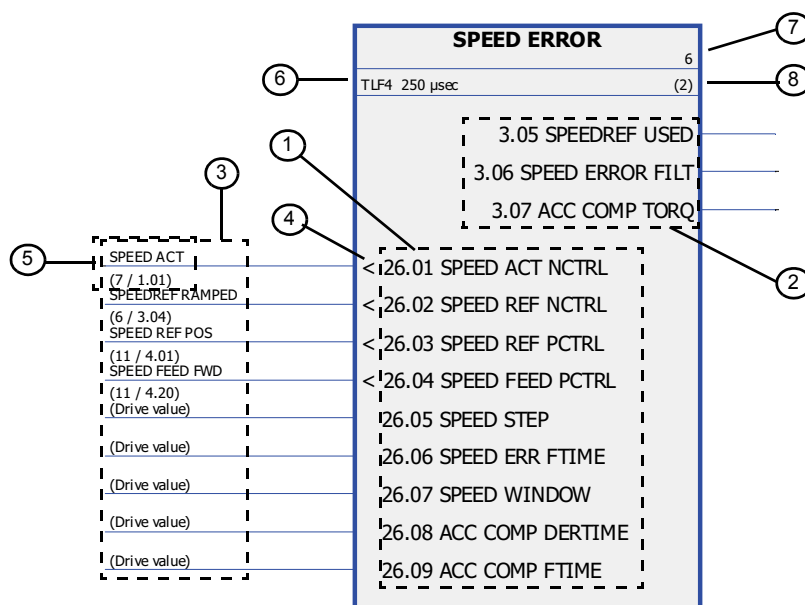 SPEED ERROR
7
6
6
TLF4 250 µsec
(2)
8
1
3.05 SPEEDREF USED
3.06 SPEED ERROR FILT
3
3.07 ACC COMP TORQ
4
5
SPEED ACT
< 26.01 SPEED ACT NCTRL
2
(7 / 1.01)
SPEEDREF RAMPED
< 26.02 SPEED REF NCTRL
(6 / 3.04)
SPEED REF POS
< 26.03 SPEED REF PCTRL
(11 / 4.01)
SPEED FEED FWD
< 26.04 SPEED FEED PCTRL
(11 / 4.20)
(Drive value)
26.05 SPEED STEP
(Drive value)
26.06 SPEED ERR FTIME
(Drive value)
26.07 SPEED WINDOW
(Drive value)
26.08 ACC COMP DERTIME
(Drive value)
26.09 ACC COMP FTIME